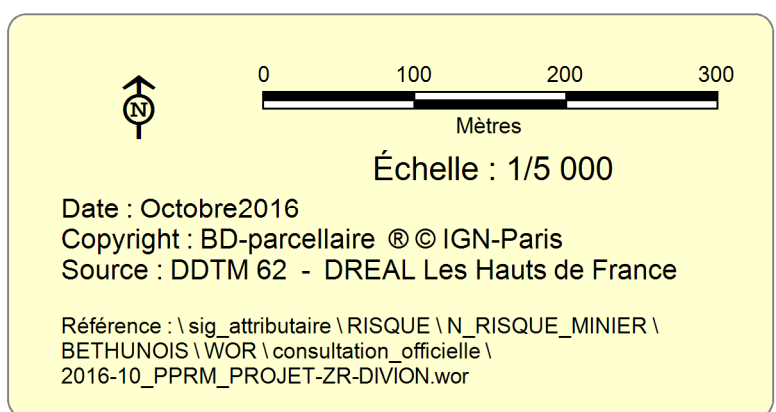 0 100 200 300
N
Mètres
Échelle : 1/5 000
Date : Octobre2016
Copyright : BD-parcellaire ® © IGN-Paris
Source : DDTM 62 - DREAL Les Hauts de France
Référence : \ sig_attributaire \ RISQUE \ N_RISQUE_MINIER \
BETHUNOIS \ WOR \ consultation_officielle \
2016-10_PPRM_PROJET-ZR-DIVION.wor